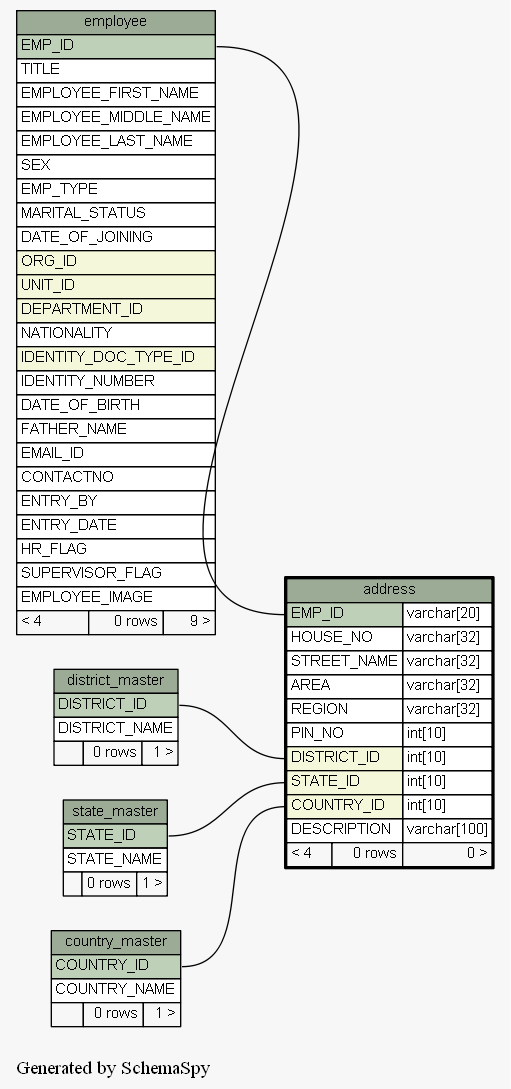 employee
EMP_ID
TITLE
EMPLOYEE_FIRST_NAME
EMPLOYEE_MIDDLE_NAME
EMPLOYEE_LAST_NAME
SEX
EMP_TYPE
MARITAL_STATUS
DATE_OF_JOINING
ORG_ID
UNIT_ID
DEPARTMENT_ID
NATIONALITY
IDENTITY_DOC_TYPE_ID
IDENTITY_NUMBER
DATE_OF_BIRTH
FATHER_NAME
EMAIL_ID
CONTACTNO
ENTRY_BY
ENTRY_DATE
HR_FLAG
SUPERVISOR_FLAG
EMPLOYEE_IMAGE
< 4 0 rows 9 >
address
EMP_ID varchar[20]
HOUSE_NO varchar[32]
STREET_NAME varchar[32]
AREA varchar[32]
REGION varchar[32]
PIN_NO int[10]
DISTRICT_ID int[10]
STATE_ID int[10]
COUNTRY_ID int[10]
DESCRIPTION varchar[100]
< 4 0 rows 0 >
district_master
DISTRICT_ID
DISTRICT_NAME
0 rows 1 >
state_master
STATE_ID
STATE_NAME
0 rows 1 >
country_master
COUNTRY_ID
COUNTRY_NAME
0 rows 1 >
Generated by SchemaSpy